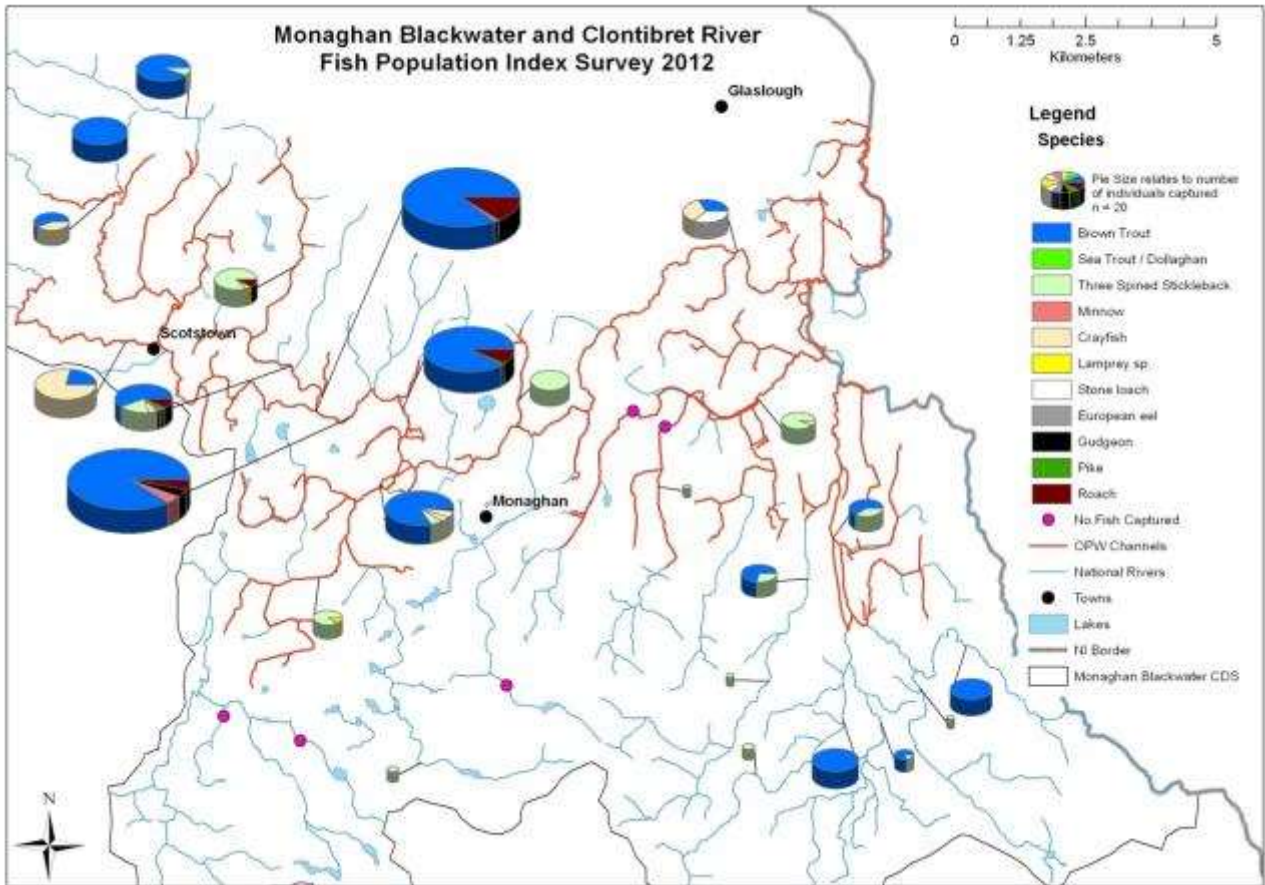 Monaghan Blackwater and Clontibret River
Fish Population Index Survey 2012
0 1.25 2.5 5
Kilometers
Glaslough
Scotstown
Monaghan
Legend
Species
Pie Size relates to number
of individuals captured
n = 20
Brown Trout
Sea Trout / Dollaghan
Three Spined Stickleback
Minnow
Crayfish
Lamprey sp.
Stone loach
European eel
Gudgeon
Pike
Roach
No Fish Captured
OPW Channels
National Rivers
Towns
Lakes
NI Border
Monaghan Blackwater CDS
N